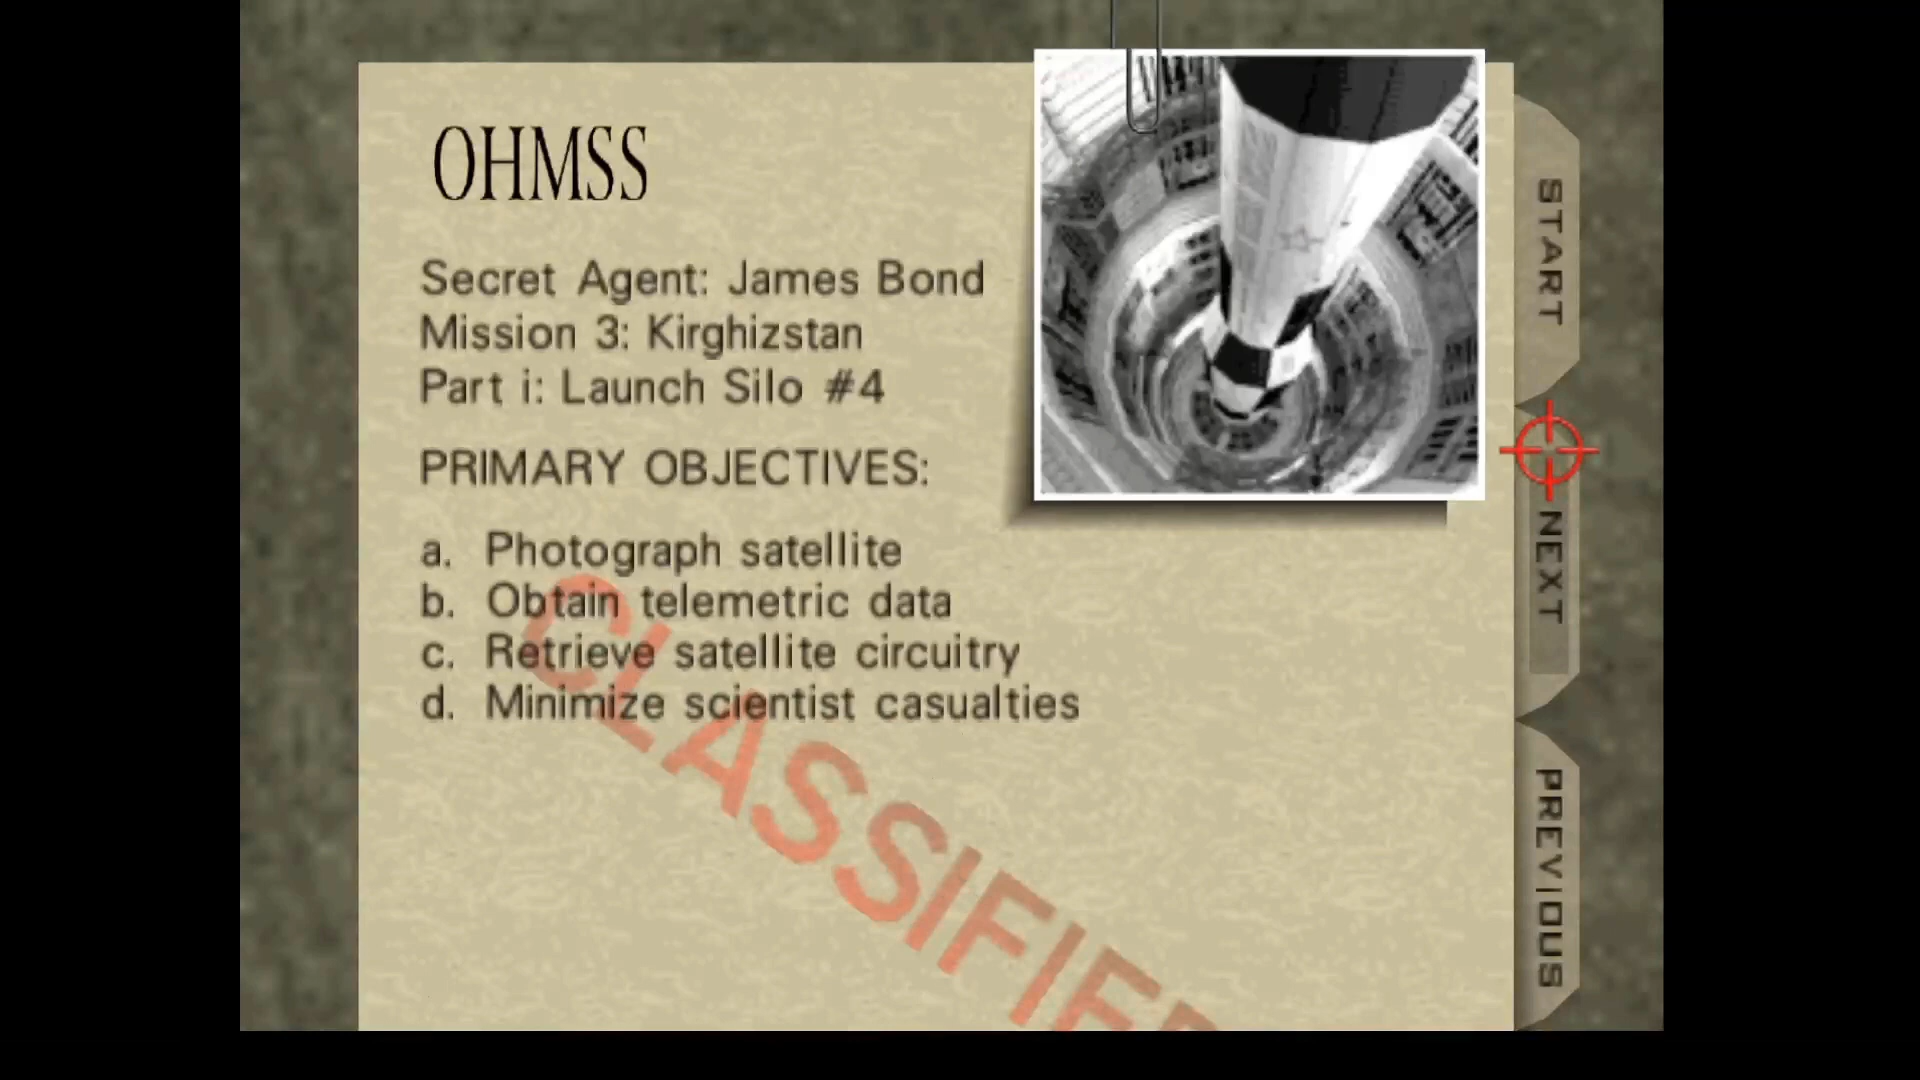 OHMSS
Secret Agent: James Bond
Mission 3: Kirghizstan
Part i: Launch Silo #4
PRIMARY OBJECTIVES:
a. Photograph satellite
b. Obtain telemetric data
c. Retrieve satellite circuitry
d. Minimize scientist casualties
CLASSIFIE
START
NEXT
PREVIOUS